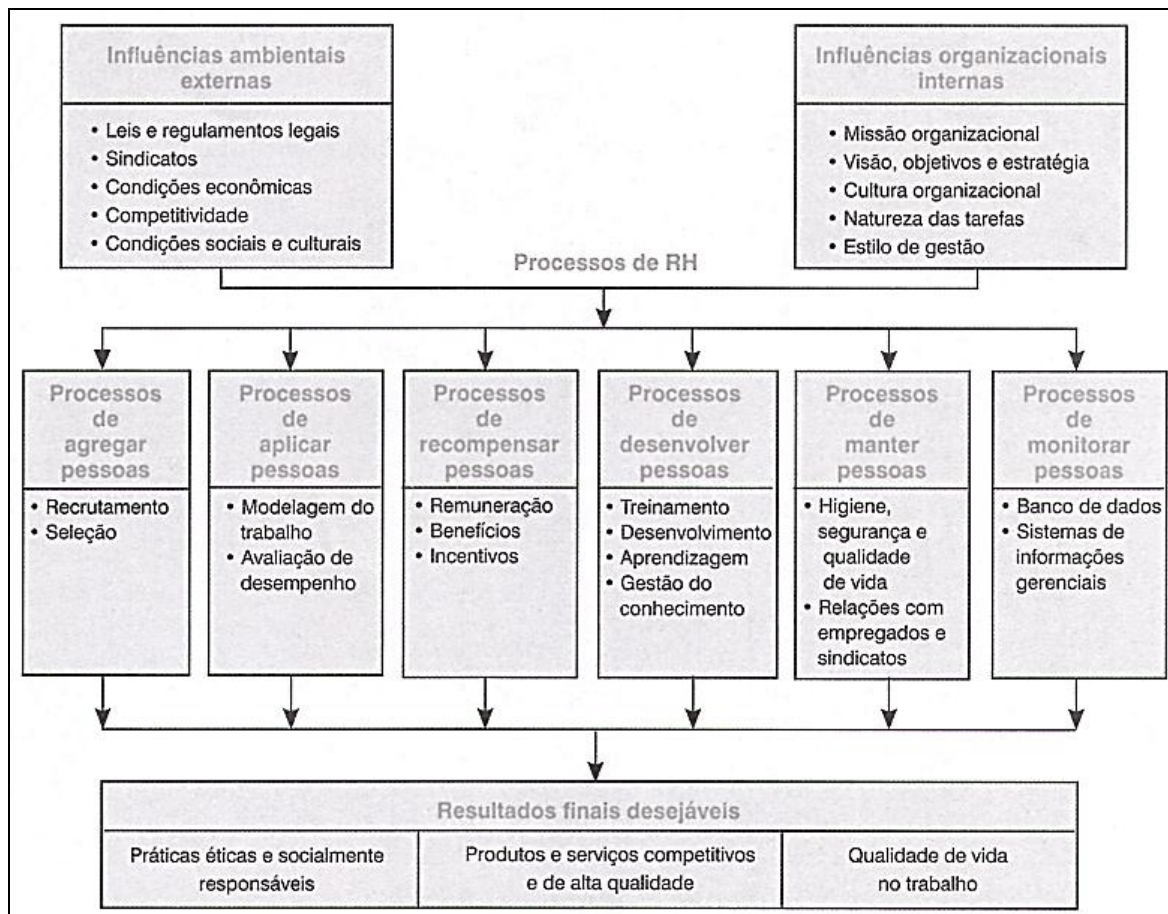 Influências ambientais
externas
• Leis e regulamentos legais
• Sindicatos
• Condições econômicas
• Competitividade
• Condições sociais e culturais
Influências organizacionais
internas
• Missão organizacional
• Visão, objetivos e estratégia
• Cultura organizacional
• Natureza das tarefas
• Estilo de gestão
Processos de RH
Processos
de
agregar
pessoas
• Recrutamento
• Seleção
Processos
de
aplicar
pessoas
• Modelagem do
trabalho
• Avaliação de
desempenho
Processos
de
recompensar
pessoas
• Remuneração
• Benefícios
• Incentivos
Processos
de
desenvolver
pessoas
• Treinamento
• Desenvolvimento
• Aprendizagem
• Gestão do
conhecimento
Processos
de
manter
pessoas
• Higiene,
segurança e
qualidade
de vida
• Relações com
empregados e
sindicatos
Processos
de
monitorar
pessoas
• Banco de dados
• Sistemas de
informações
gerenciais
Resultados finais desejáveis
Práticas éticas e socialmente
responsáveis
Produtos e serviços competitivos
e de alta qualidade
Qualidade de vida
no trabalho